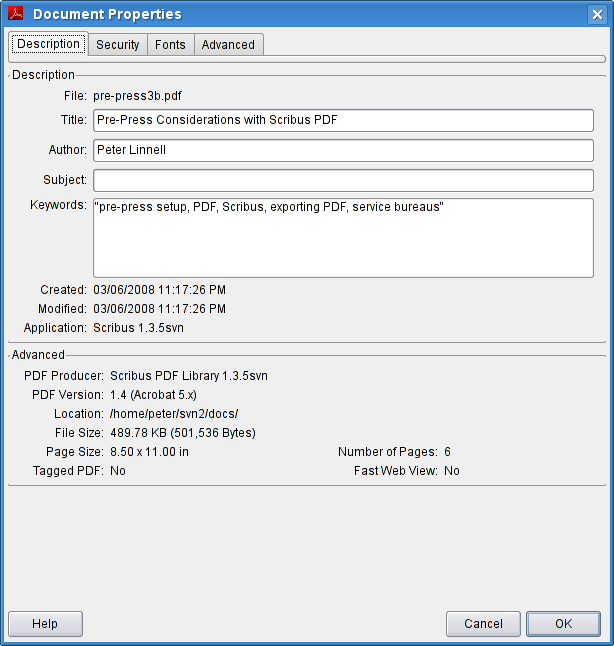 Document Properties
Description Security Fonts Advanced
Description
File: pre-press3b.pdf
Title: Pre-Press Considerations with Scribus PDF
Author: Peter Linnell
Subject:
Keywords: "pre-press setup, PDF, Scribus, exporting PDF, service bureaus"
Created: 03/06/2008 11:17:26 PM
Modified: 03/06/2008 11:17:26 PM
Application: Scribus 1.3.5svn
Advanced
PDF Producer: Scribus PDF Library 1.3.5svn
PDF Version: 1.4 (Acrobat 5.x)
Location: /home/peter/svn2/docs/
File Size: 489.78 KB (501,536 Bytes)
Page Size: 8.50 x 11.00 in Number of Pages: 6
Tagged PDF: No Fast Web View: No
Help Cancel OK